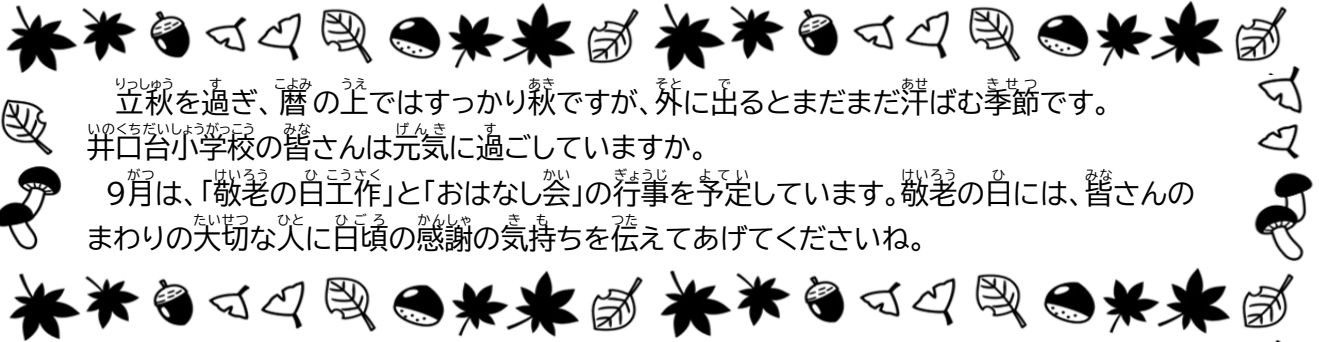 立秋を過ぎ、暦の上ではすっかり秋ですが、外に出るとまだまだ汗ばむ季節です。
井口台小学校の皆さんは元気に過ごしていますか。
9月は、「敬老の日工作」と「おはなし会」の行事を予定しています。敬老の日には、皆さんの
まわりの大切な人に日頃の感謝の気持ちを伝えてあげてくださいね。